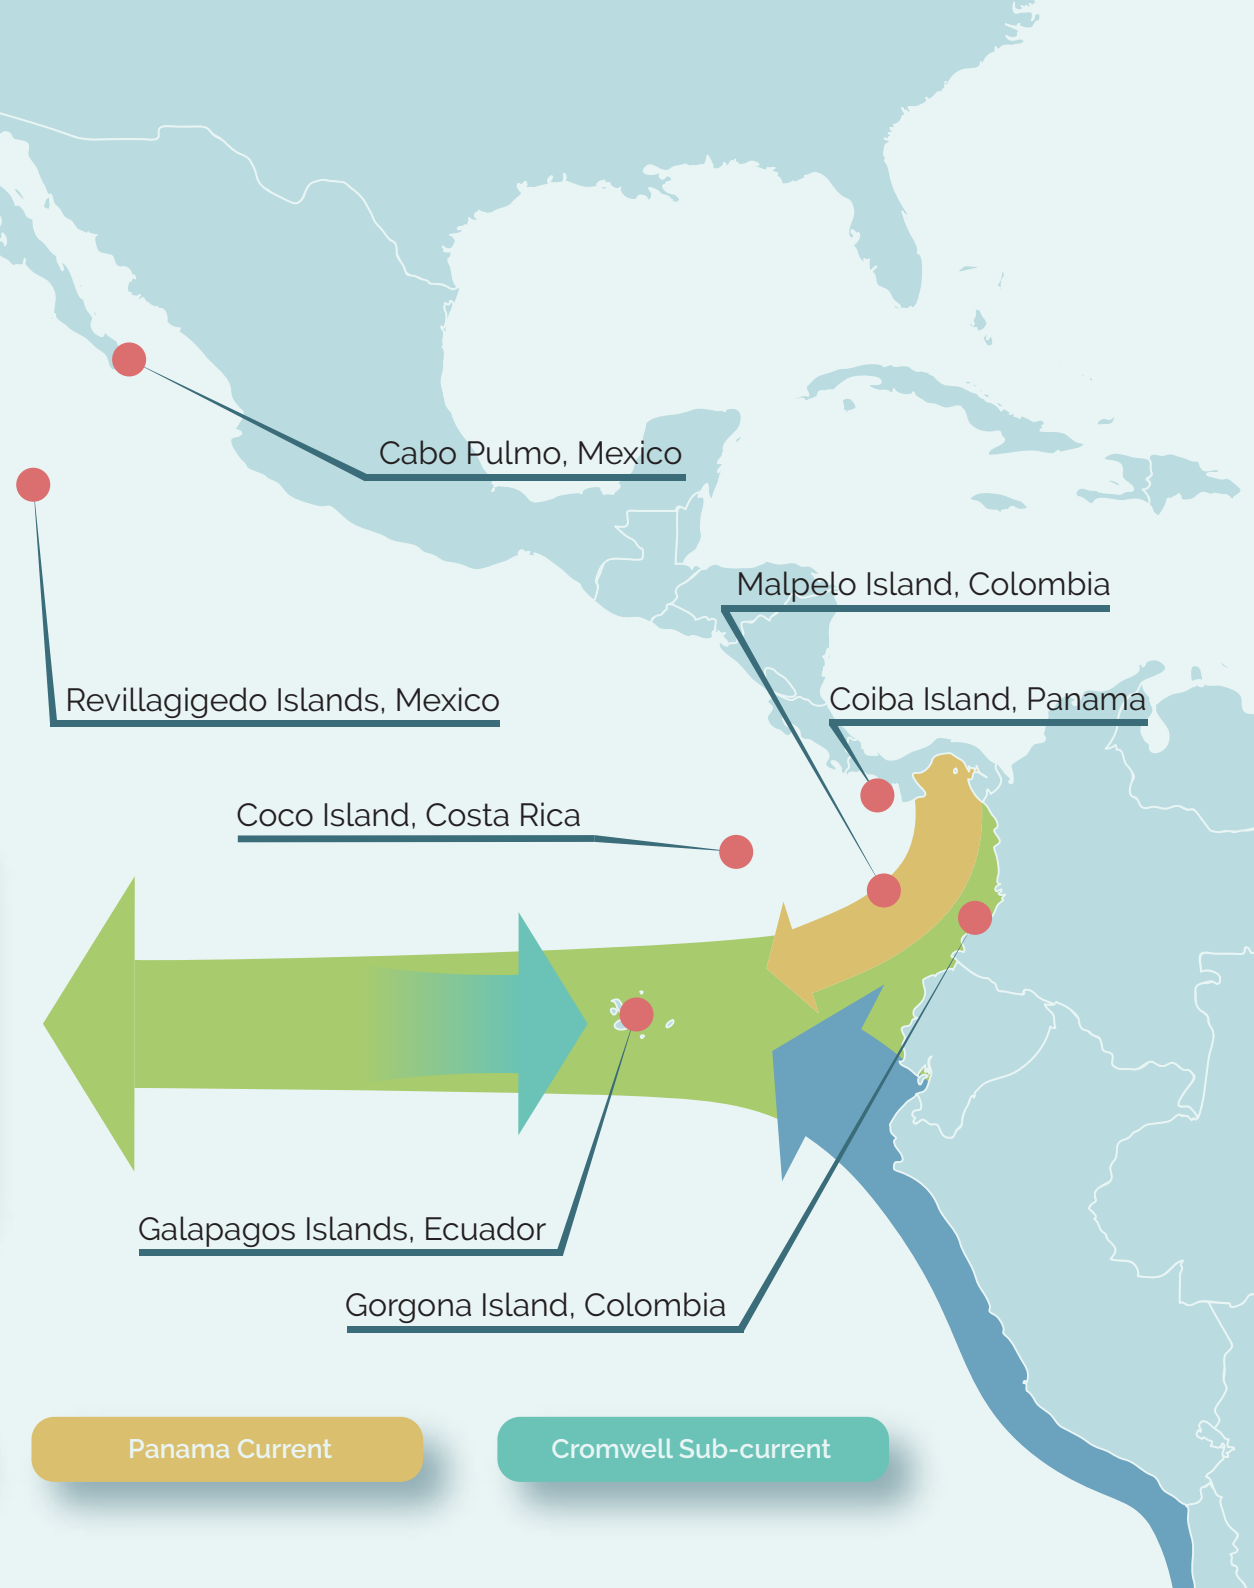 Cabo Pulmo, Mexico
Malpelo Island, Colombia
Revillagigedo Islands, Mexico
Coiba Island, Panama
Coco Island, Costa Rica
Galapagos Islands, Ecuador
Gorgona Island, Colombia
Panama Current
Cromwell Sub-current